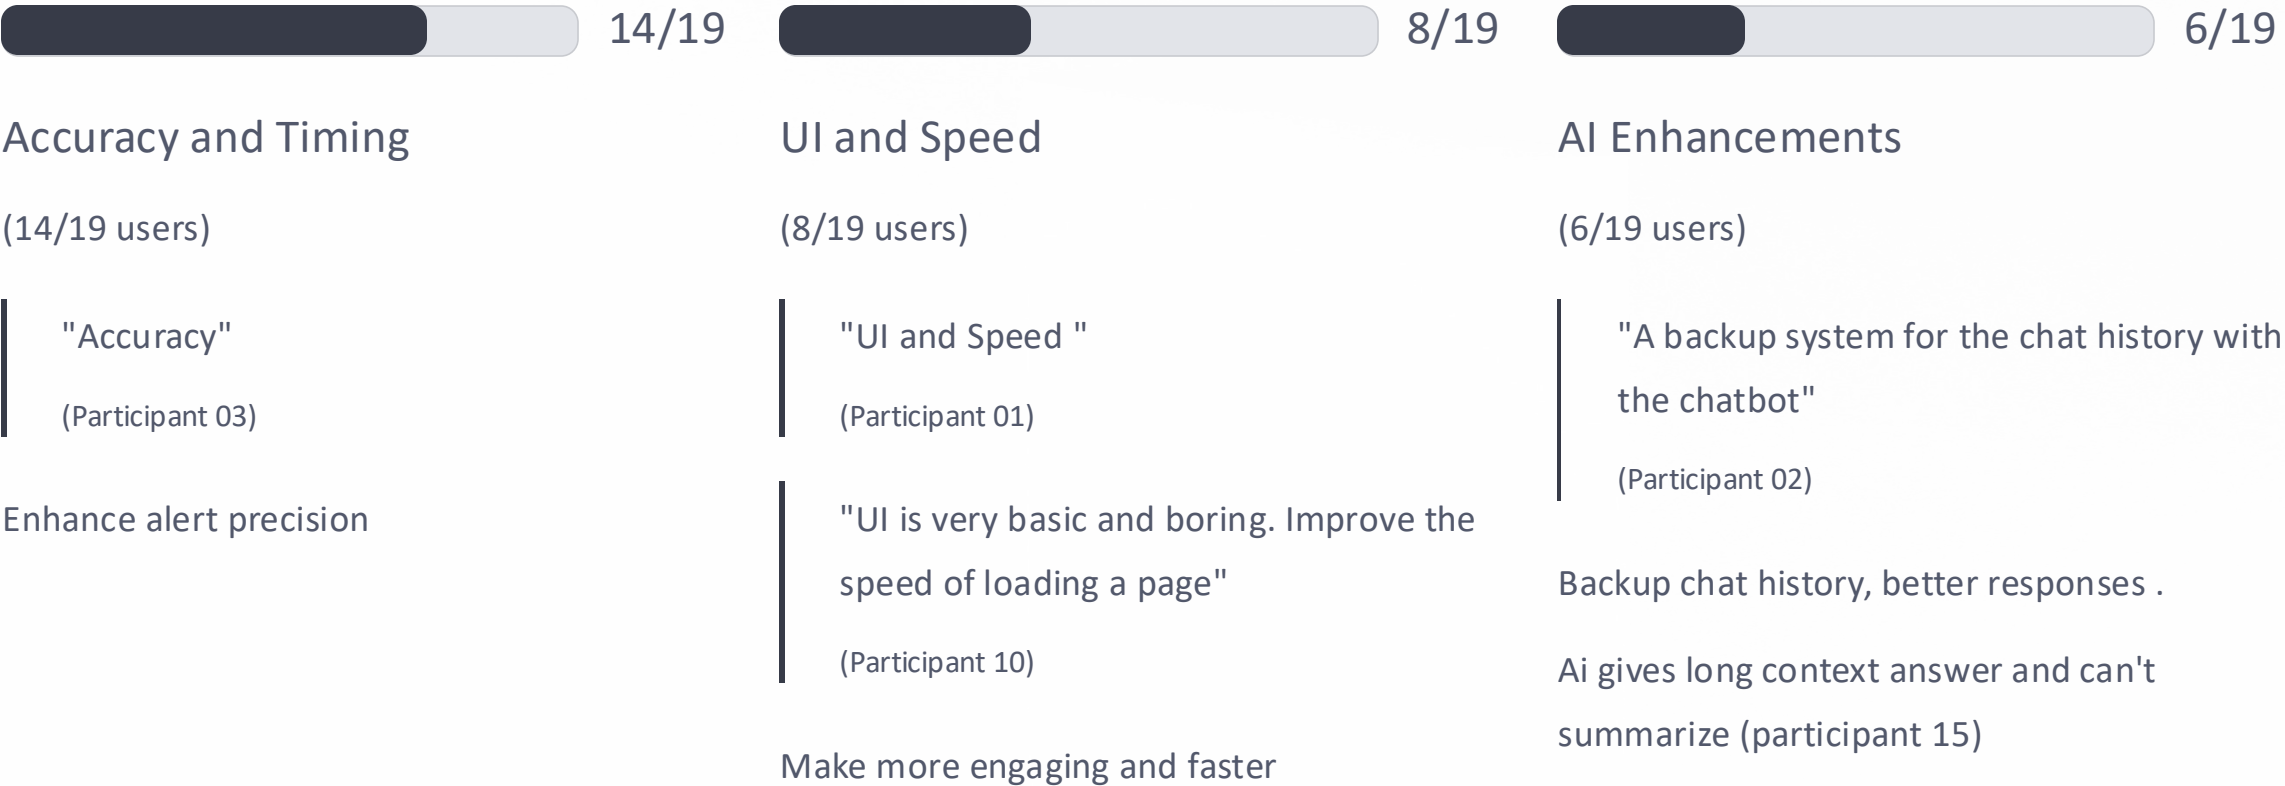 14/19
Accuracy and Timing
(14/19 users)
"Accuracy"
(Participant 03)
Enhance alert precision
8/19
UI and Speed
(8/19 users)
"UI and Speed "
(Participant 01)
"UI is very basic and boring. Improve the
speed of loading a page"
(Participant 10)
Make more engaging and faster
6/19
AI Enhancements
(6/19 users)
"A backup system for the chat history with
the chatbot"
(Participant 02)
Backup chat history, better responses .
Ai gives long context answer and can't
summarize (participant 15)